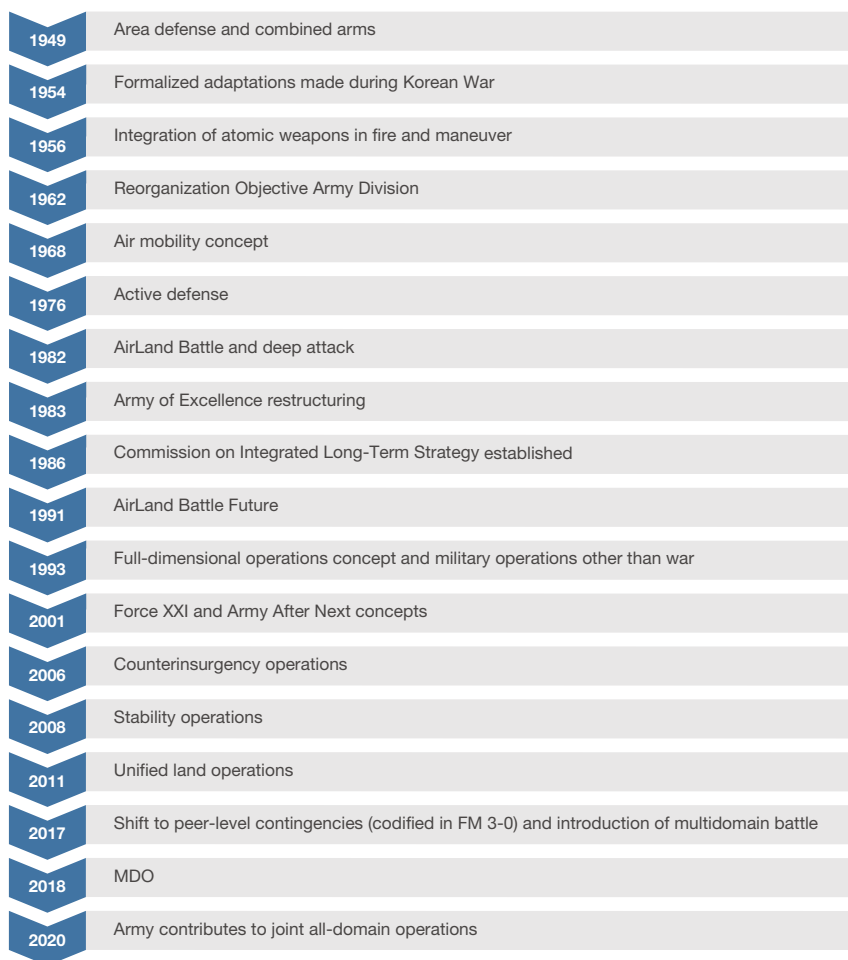 1949 Area defense and combined arms
1954 Formalized adaptations made during Korean War
1956 Integration of atomic weapons in fire and maneuver
1962 Reorganization Objective Army Division
1968 Air mobility concept
1976 Active defense
1982 AirLand Battle and deep attack
1983 Army of Excellence restructuring
1986 Commission on Integrated Long-Term Strategy established
1991 AirLand Battle Future
1993 Full-dimensional operations concept and military operations other than war
2001 Force XXI and Army After Next concepts
2006 Counterinsurgency operations
2008 Stability operations
2011 Unified land operations
2017 Shift to peer-level contingencies (codified in FM 3-0) and introduction of multidomain battle
2018 MDO
2020 Army contributes to joint all-domain operations